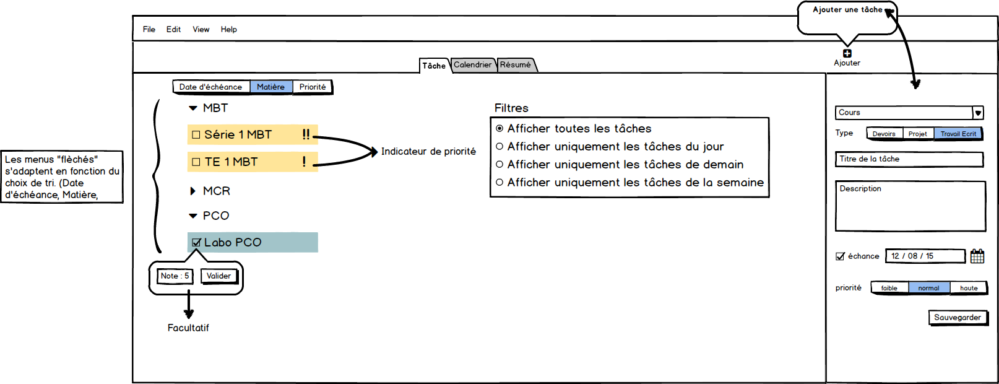 Ajouter une tâche
File Edit View Help
Ajouter
Tâche Calendrier Résumé
Date d'échéance Matière Priorité
MBT
Série 1 MBT !!
TE 1 MBT !
Indicateur de priorité
MCR
PCO
Labo PCO
Note : 5 Valider
Facultatif
Les menus "flèchés"
s'adaptent en fonction du
choix de tri. (Date
d'échéance, Matière,
Filtres
Afficher toutes les tâches
Afficher uniquement les tâches du jour
Afficher uniquement les tâches de demain
Afficher uniquement les tâches de la semaine
Cours
Type Devoirs Projet Travail Ecrit
Titre de la tâche
Description
échance 12 / 08 / 15
priorité faible normal haute
Sauvegarder